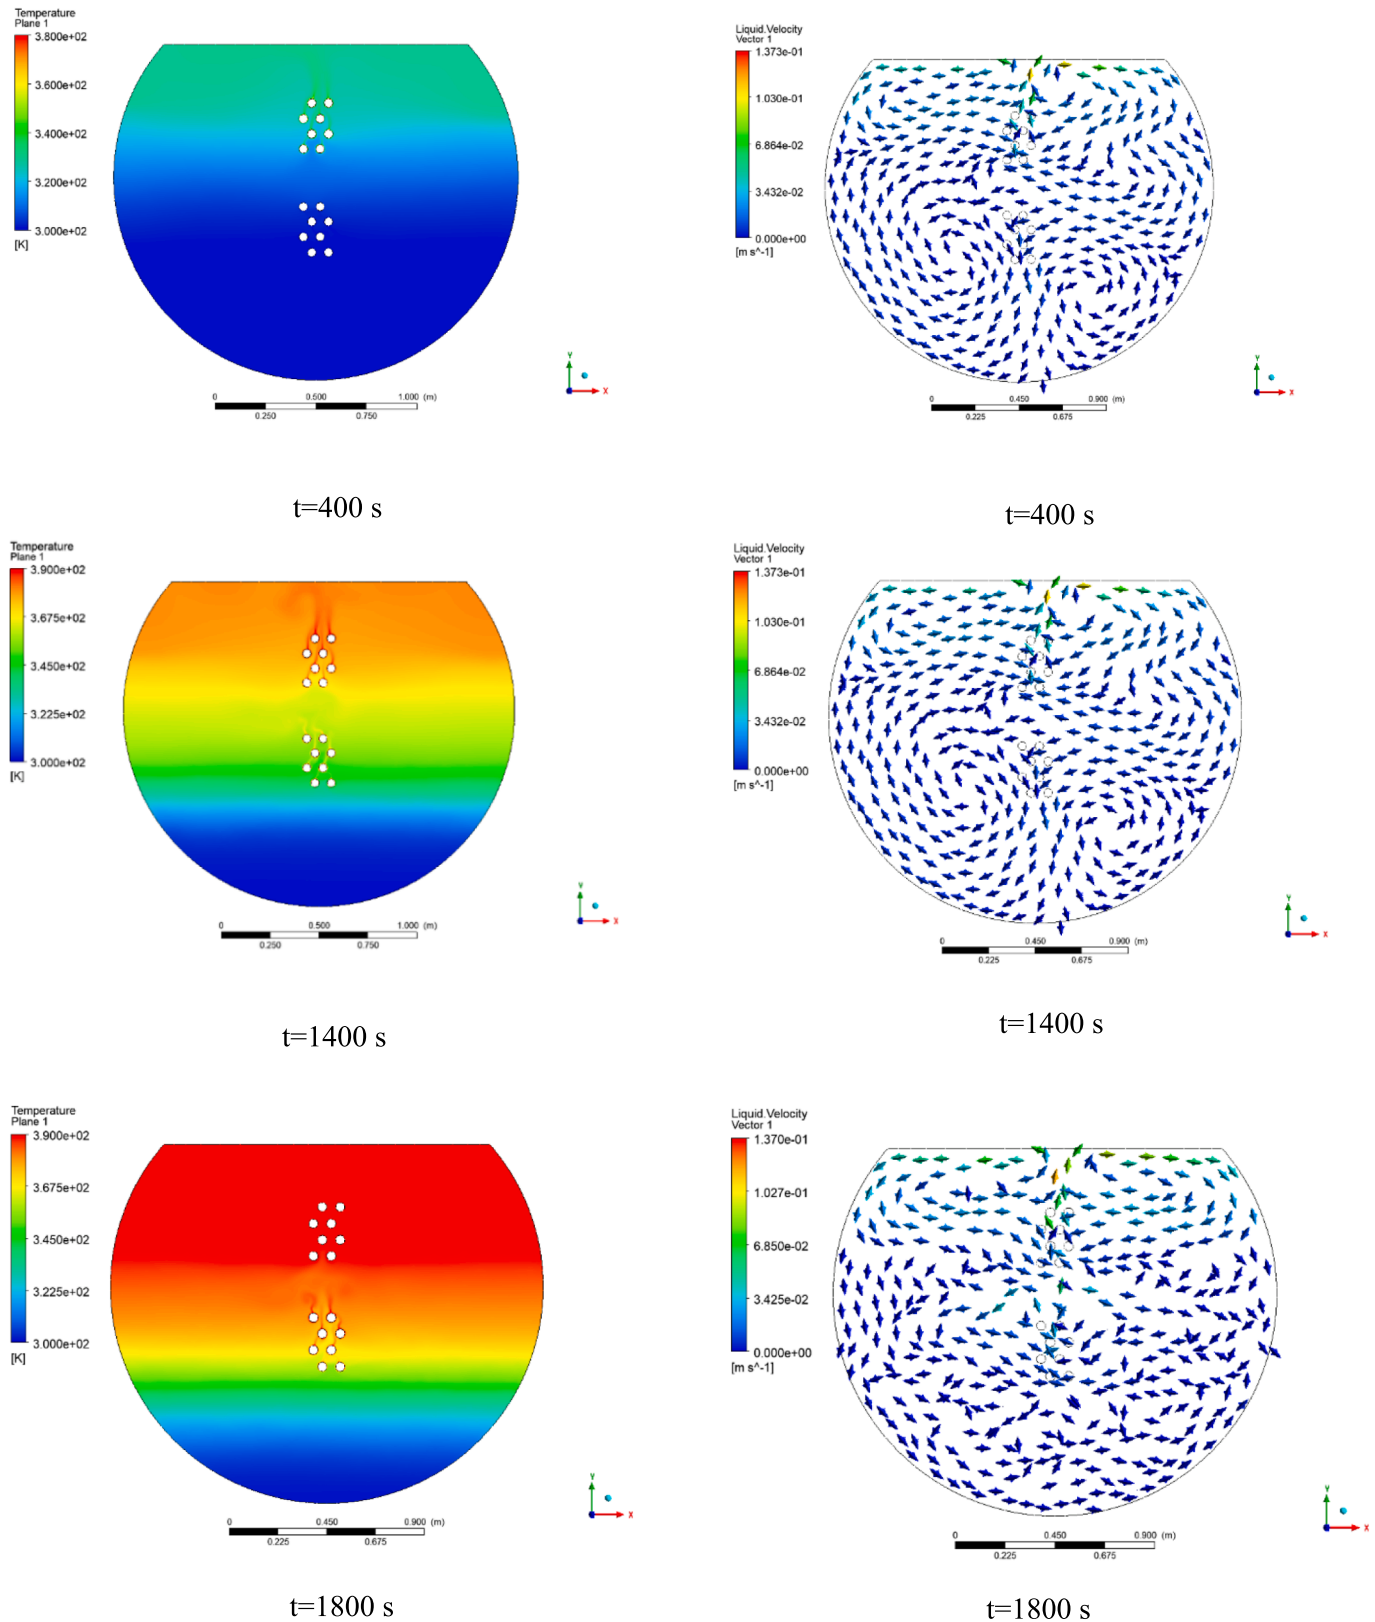 Temperature
Plane 1
3.800e+02
3.600e+02
3.400e+02
3.200e+02
3.000e+02
[K]
Y
X
0 0.500 1.000 (m)
0.250 0.750
t=400 s
Liquid.Velocity
Vector 1
1.373e-01
1.030e-01
6.864e-02
3.432e-02
0.000e+00
[m s^-1]
Y
X
0 0.450 0.900 (m)
0.225 0.675
t=400 s
Temperature
Plane 1
3.900e+02
3.675e+02
3.450e+02
3.225e+02
3.000e+02
[K]
Y
X
0 0.500 1.000 (m)
0.250 0.750
t=1400 s
Liquid.Velocity
Vector 1
1.373e-01
1.030e-01
6.864e-02
3.432e-02
0.000e+00
[m s^-1]
Y
X
0 0.450 0.900 (m)
0.225 0.675
t=1400 s
Temperature
Plane 1
3.900e+02
3.675e+02
3.450e+02
3.225e+02
3.000e+02
[K]
Y
X
0 0.450 0.900 (m)
0.225 0.675
t=1800 s
Liquid.Velocity
Vector 1
1.370e-01
1.027e-01
6.850e-02
3.425e-02
0.000e+00
[m s^-1]
Y
X
0 0.450 0.900 (m)
0.225 0.675
t=1800 s